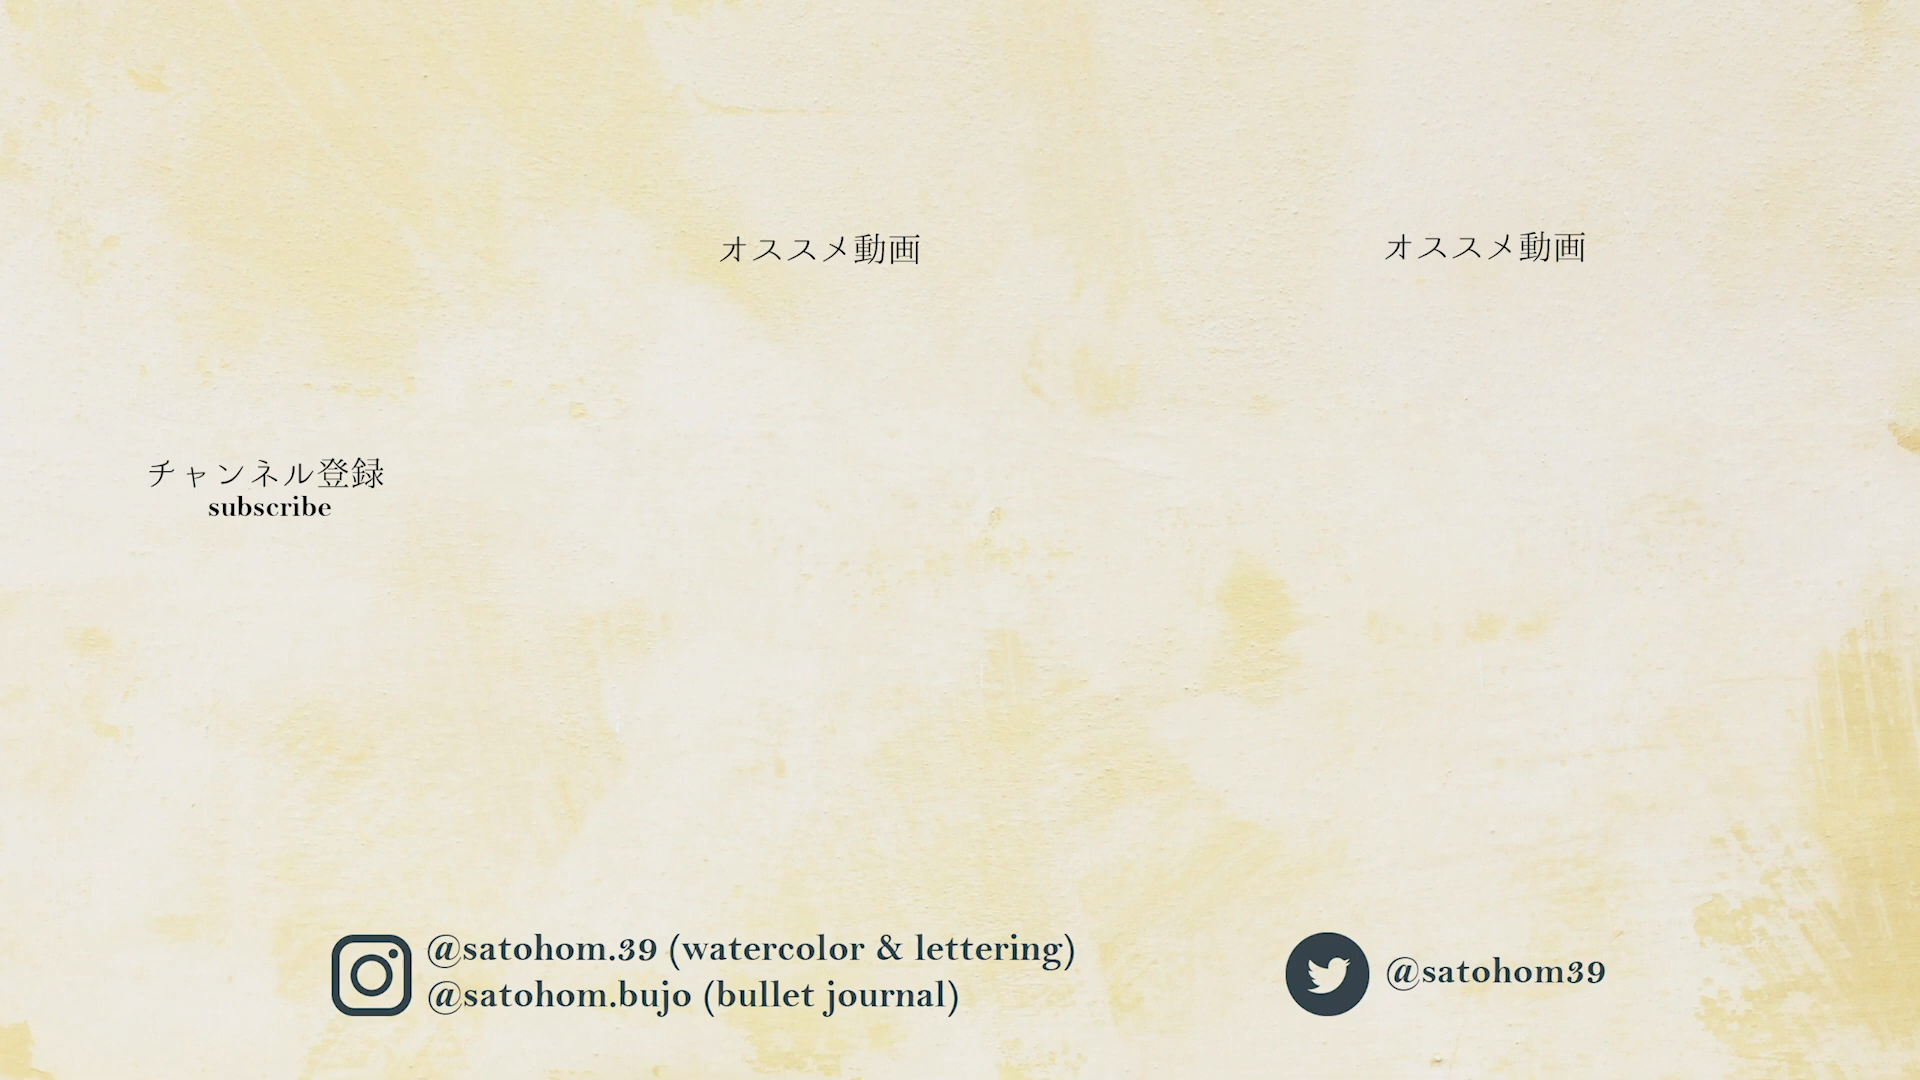 オススメ動画
オススメ動画
チャンネル登録
subscribe
@satohom.39 (watercolor & lettering)
@satohom.bujo (bullet journal)
@satohom39